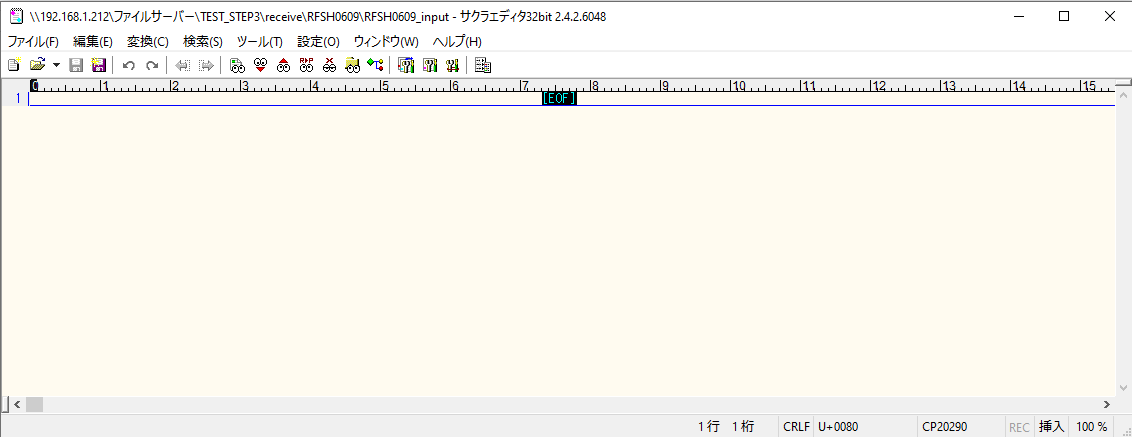 \\192.168.1.212\ファイルサーバー\TEST_STEP3\receive\RFSH0609\RFSH0609_input - サクラエディタ32bit 2.4.2.6048
ファイル(F) 編集(E) 変換(C) 検索(S) ツール(T) 設定(O) ウィンドウ(W) ヘルプ(H)
0 1 2 3 4 5 6 7 8 9 10 11 12 13 14 15
1 [EOF]
1 行 1 桁 CRLF U+0080 CP20290 REC 挿入 100 %